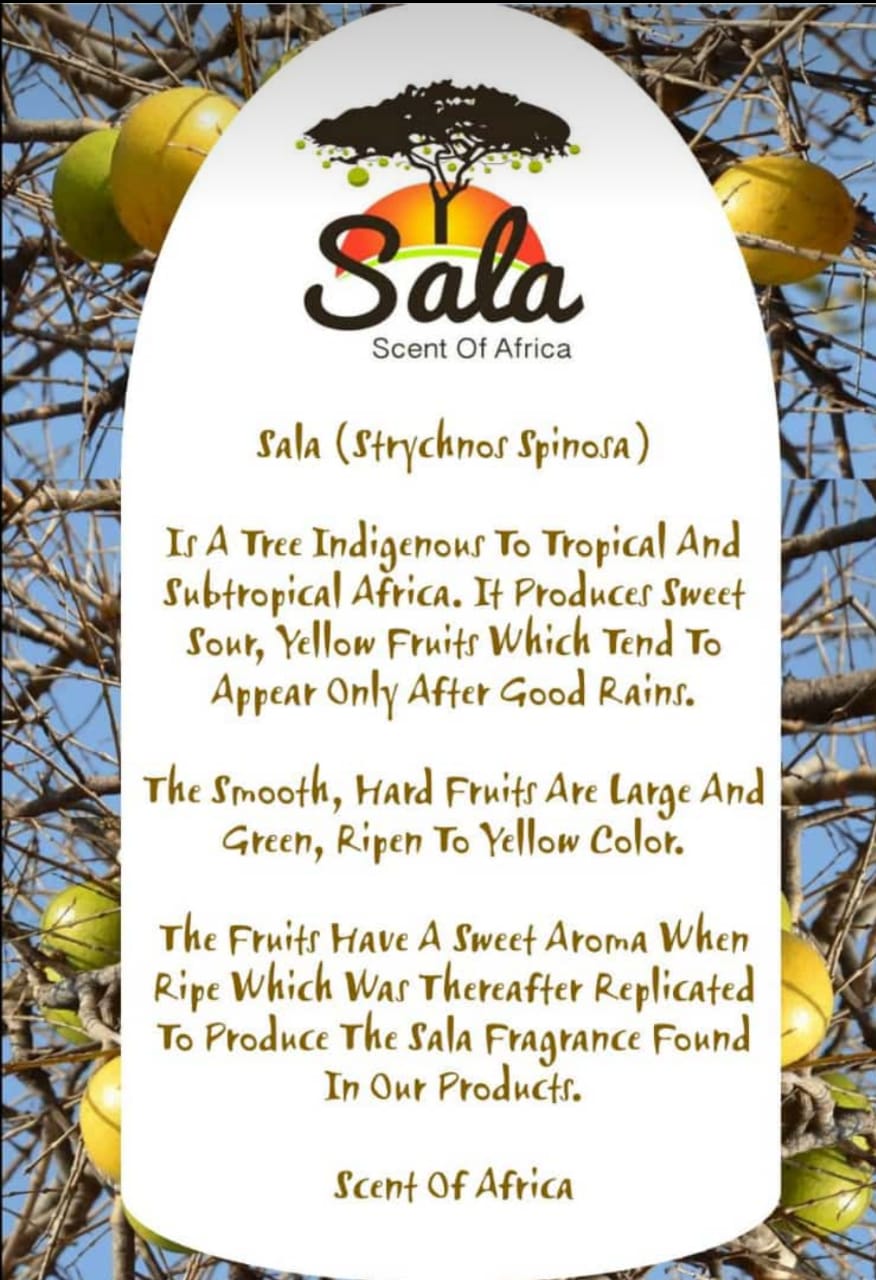 Sala
Scent Of Africa
Sala (Strychnos Spinosa)
Is A Tree Indigenous To Tropical And
Subtropical Africa. It Produces Sweet
Sour, Yellow Fruits Which Tend To
Appear Only After Good Rains.
The Smooth, Hard Fruits Are Large And
Green, Ripen To Yellow Color.
The Fruits Have A Sweet Aroma When
Ripe Which Was Thereafter Replicated
To Produce The Sala Fragrance Found
In Our Products.
Scent Of Africa